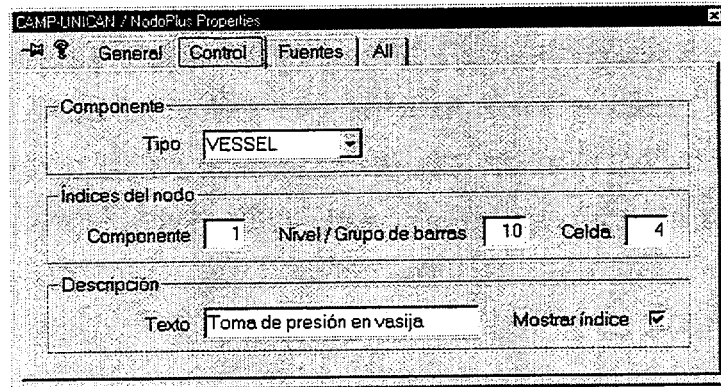 CAMP-UNICAN / NodoPlus Properties
General Control Fuentes All
Componente
Tipo VESSEL
Índices del nodo
Componente 1 Nivel / Grupo de barras 10 Celda 4
Descripción
Texto Toma de presión en vasija Mostrar índice